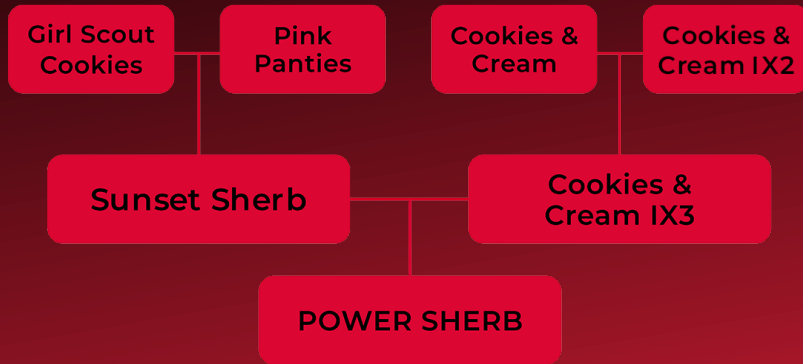 Girl Scout
Cookies
Pink
Panties
Cookies &
Cream
Cookies &
Cream IX2
Sunset Sherb
Cookies &
Cream IX3
POWER SHERB